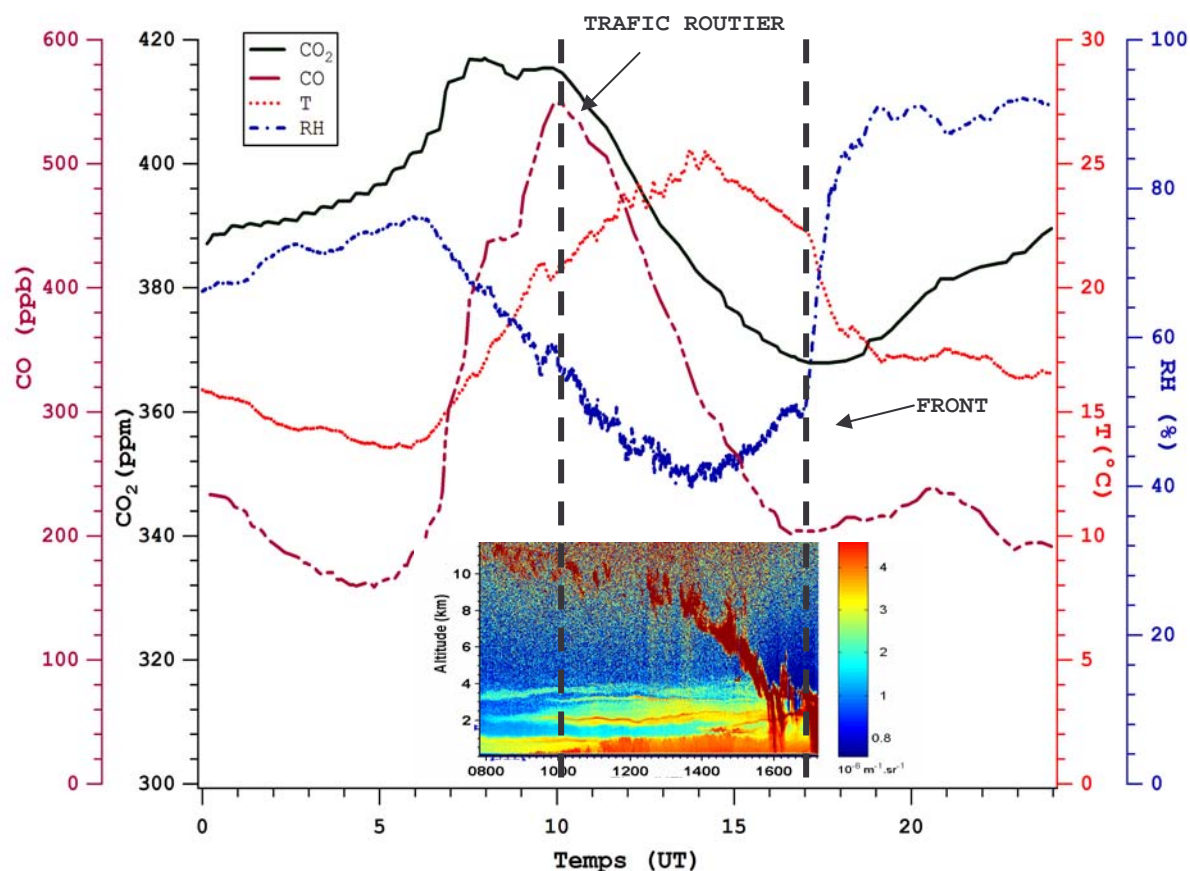 TRAFIC ROUTIER
600
420
30
100
CO2
CO
T
RH
500
400
25
80
400
380
20
60
300
360
15
FRONT
40
200
340
10
100
320
5
20
0
300
0
0
CO (ppb)
CO2 (ppm)
T(°C)
RH (%)
Altitude (km)
10
8
6
4
2
0800 1000 1200 1400 1600
4
3
1
0.8
10⁻⁶ m⁻¹.sr⁻¹
0 5 10 15 20
Temps (UT)